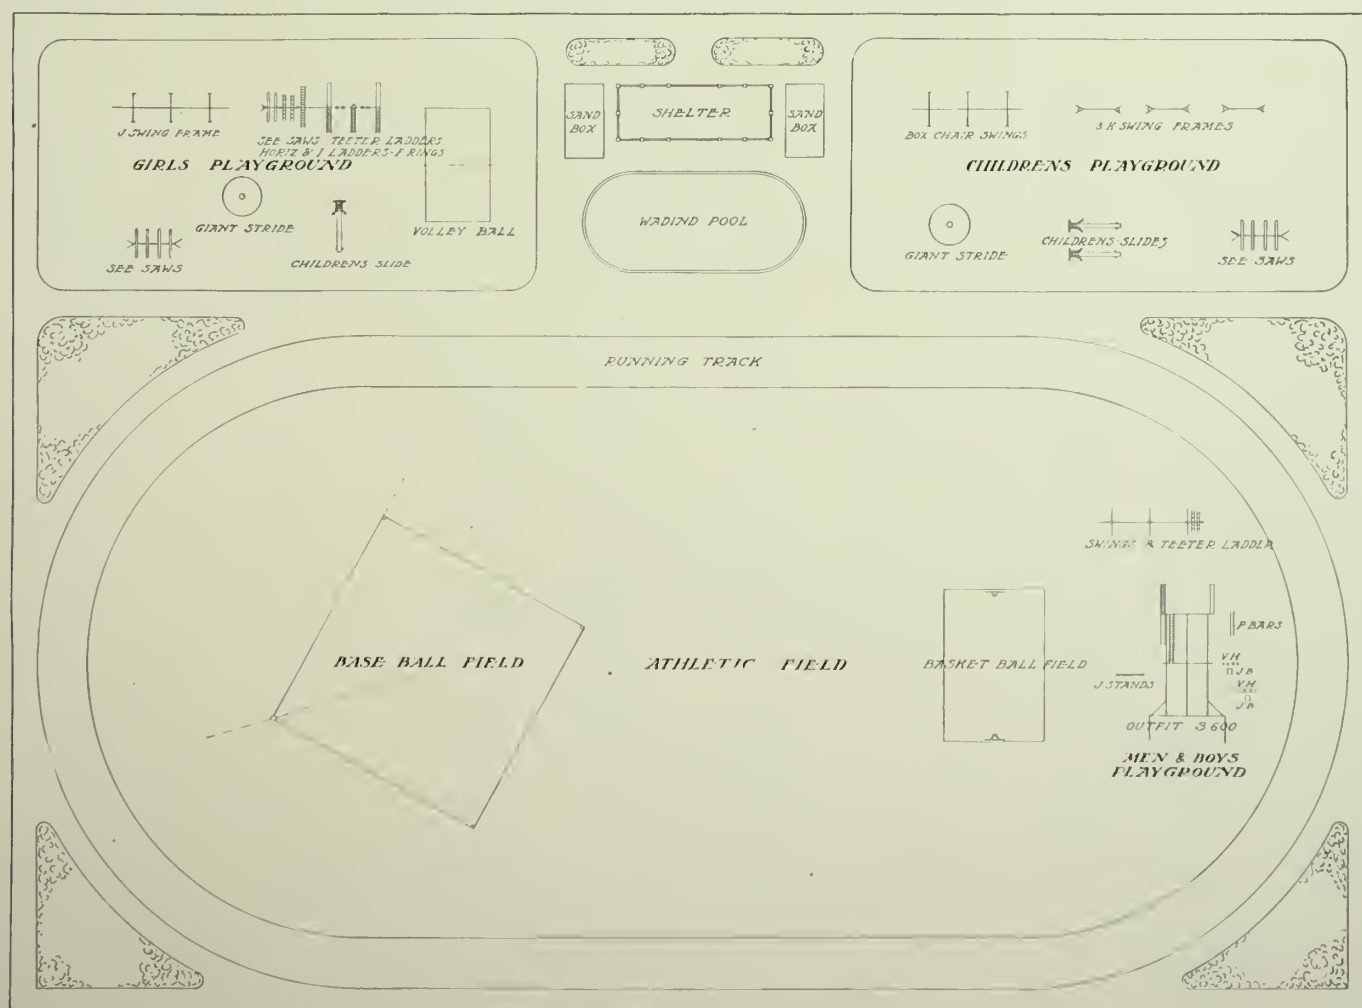 J SWING FRAME
SEE SAWS TEETER LADDERS
HORIZ & I LADDERS-F RINGS
GIRLS PLAYGROUND
GIANT STRIDE
VOLLEY BALL
SEE SAWS
CHILDRENS SLIDE
SAND
BOX
SHELTER
SAND
BOX
WADIND POOL
BOX CHAIR SWINGS
3 K SWING FRAMES
CHILDRENS PLAYGROUND
GIANT STRIDE
CHILDRENS SLIDES
SEE SAWS
RUNNING TRACK
SWINGS & TEETER LADDER
BASE BALL FIELD
ATHLETIC FIELD
BASKET BALL FIELD
P BARS
V H
J B
V H
J B
J STANDS
OUTFIT S 600
MEN & BOYS
PLAYGROUND